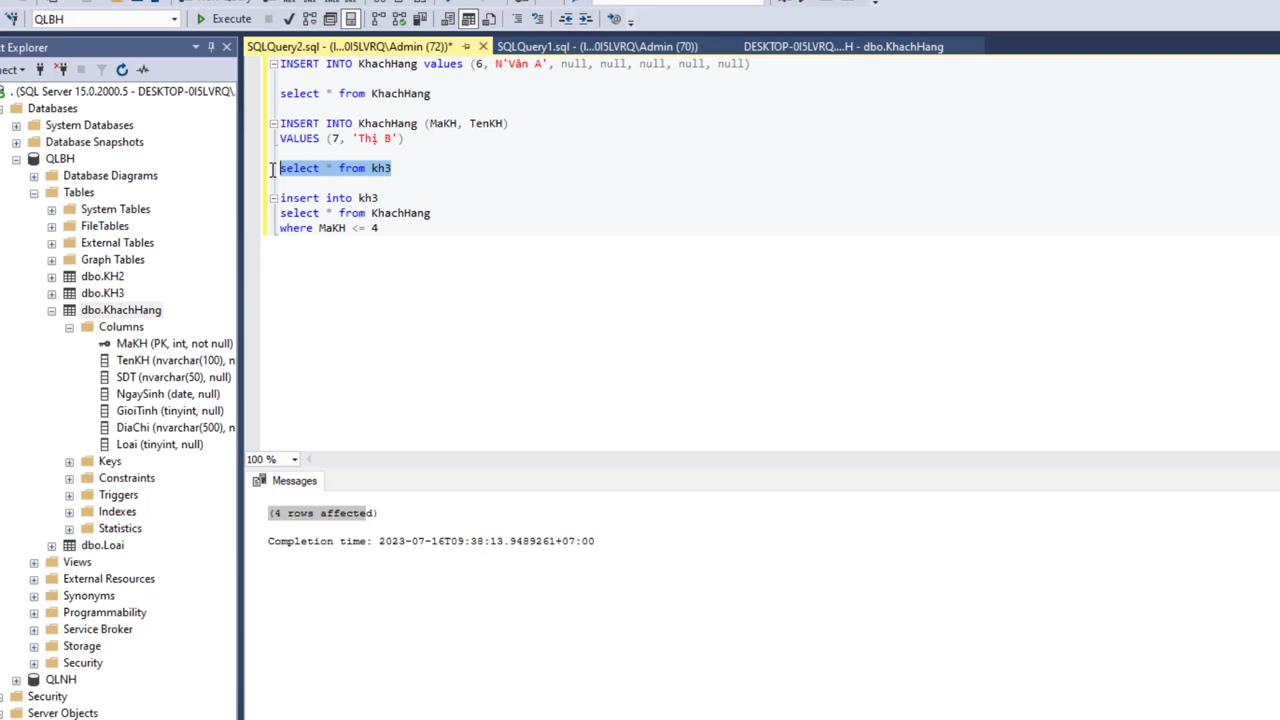 QLBH
Execute
ct Explorer
SQLQuery2.sql - (l...0I5LVRQ\Admin (72))*
SQLQuery1.sql - (l...0I5LVRQ\Admin (70))
DESKTOP-0I5LVRQ....H - dbo.KhachHang
nect
. (SQL Server 15.0.2000.5 - DESKTOP-0I5LVRQ\
Databases
System Databases
Database Snapshots
QLBH
Database Diagrams
Tables
System Tables
FileTables
External Tables
Graph Tables
dbo.KH2
dbo.KH3
dbo.KhachHang
Columns
MaKH (PK, int, not null)
TenKH (nvarchar(100), n
SDT (nvarchar(50), null)
NgaySinh (date, null)
GioiTinh (tinyint, null)
DiaChi (nvarchar(500), n
Loai (tinyint, null)
Keys
Constraints
Triggers
Indexes
Statistics
dbo.Loai
Views
External Resources
Synonyms
Programmability
Service Broker
Storage
Security
QLNH
Security
Server Objects
INSERT INTO KhachHang values (6, N'Văn A', null, null, null, null, null)
select * from KhachHang
INSERT INTO KhachHang (MaKH, TenKH)
VALUES (7, 'Thị B')
select * from kh3
insert into kh3
select * from KhachHang
where MaKH <= 4
100 %
Messages
(4 rows affected)
Completion time: 2023-07-16T09:38:13.9489261+07:00